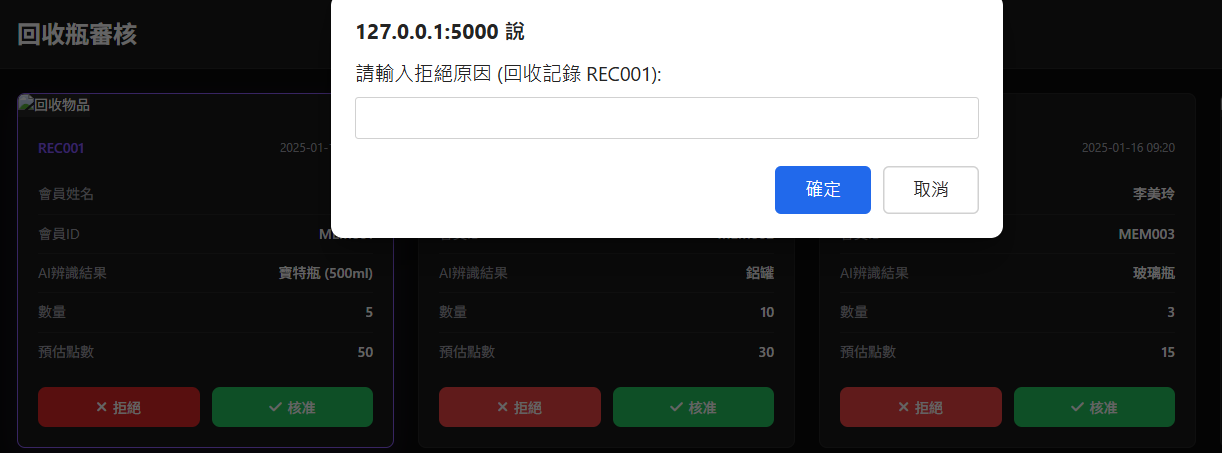 回收瓶審核
127.0.0.1:5000 說
請輸入拒絕原因 (回收記錄 REC001):
確定 取消
回收物品
REC001 2025-01-
會員姓名
會員ID
AI辨識結果 寶特瓶 (500ml)
數量 5
預估點數 50
拒絕 核准
AI辨識結果 鋁罐
數量 10
預估點數 30
拒絕 核准
2025-01-16 09:20
李美玲
MEM003
AI辨識結果 玻璃瓶
數量 3
預估點數 15
拒絕 核准